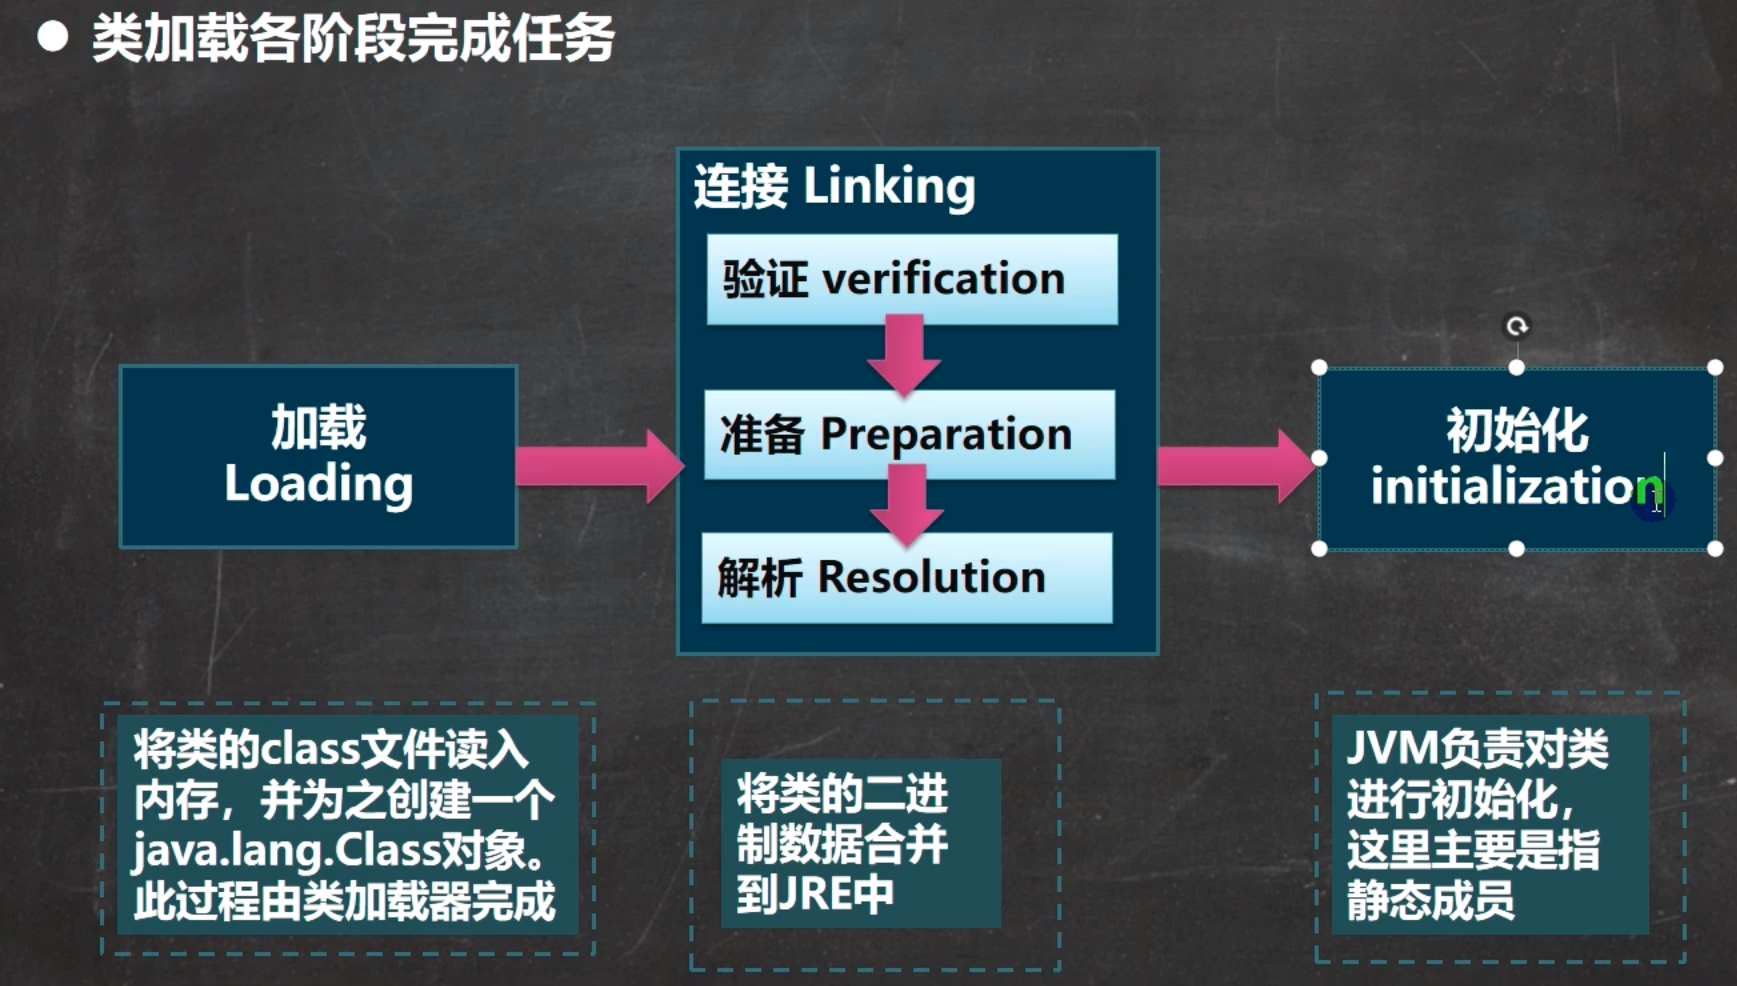 类加载各阶段完成任务
加载
Loading
连接 Linking
验证 verification
准备 Preparation
解析 Resolution
初始化
initialization
将类的class文件读入
内存，并为之创建一个
java.lang.Class对象。
此过程由类加载器完成
将类的二进
制数据合并
到JRE中
JVM负责对类
进行初始化，
这里主要是指
静态成员